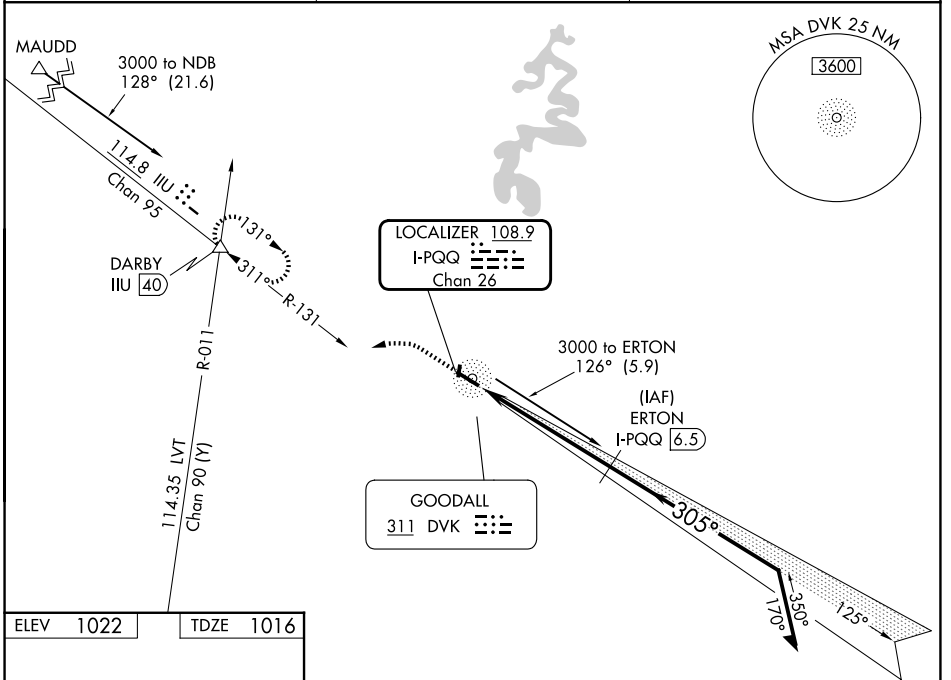 MAUDD
3000 to NDB
128° (21.6)
114.8 IIU
Chan 95
MSA DVK 25 NM
3600
131°
311°
R-131
DARBY
IIU 40
LOCALIZER 108.9
I-PQQ
Chan 26
3000 to ERTON
126° (5.9)
(IAF)
ERTON
I-PQQ 6.5
R-011
114.35 LVT
Chan 90 (Y)
GOODALL
311 DVK
305°
350°
170°
125°
ELEV 1022
TDZE 1016